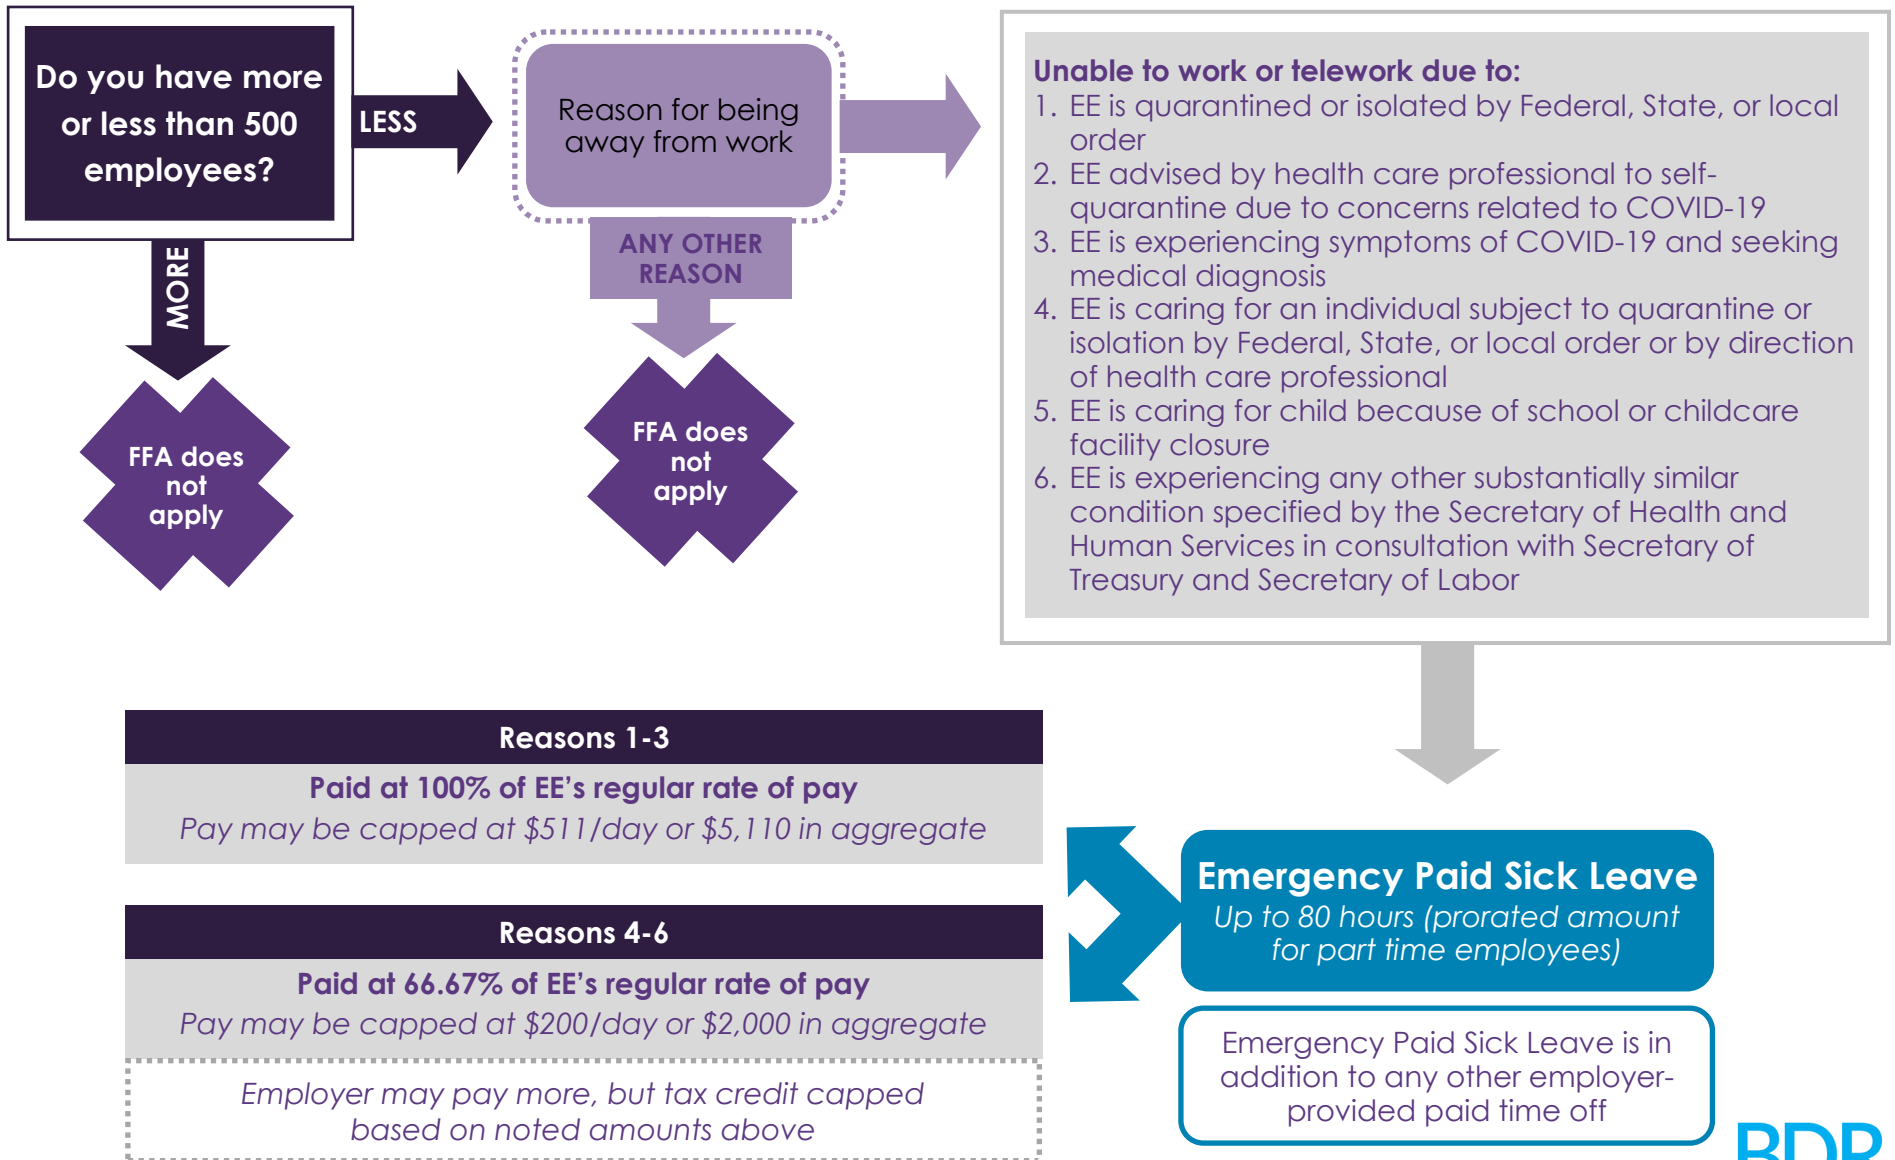 Do you have more
or less than 500
employees?
LESS
MORE
FFA does
not
apply
Reason for being
away from work
ANY OTHER
REASON
FFA does
not
apply
Unable to work or telework due to:
1. EE is quarantined or isolated by Federal, State, or local
order
2. EE advised by health care professional to self-
quarantine due to concerns related to COVID-19
3. EE is experiencing symptoms of COVID-19 and seeking
medical diagnosis
4. EE is caring for an individual subject to quarantine or
isolation by Federal, State, or local order or by direction
of health care professional
5. EE is caring for child because of school or childcare
facility closure
6. EE is experiencing any other substantially similar
condition specified by the Secretary of Health and
Human Services in consultation with Secretary of
Treasury and Secretary of Labor
Emergency Paid Sick Leave
Up to 80 hours (prorated amount
for part time employees)
Emergency Paid Sick Leave is in
addition to any other employer-
provided paid time off
Reasons 1-3
Paid at 100% of EE’s regular rate of pay
Pay may be capped at $511/day or $5,110 in aggregate
Reasons 4-6
Paid at 66.67% of EE’s regular rate of pay
Pay may be capped at $200/day or $2,000 in aggregate
Employer may pay more, but tax credit capped
based on noted amounts above